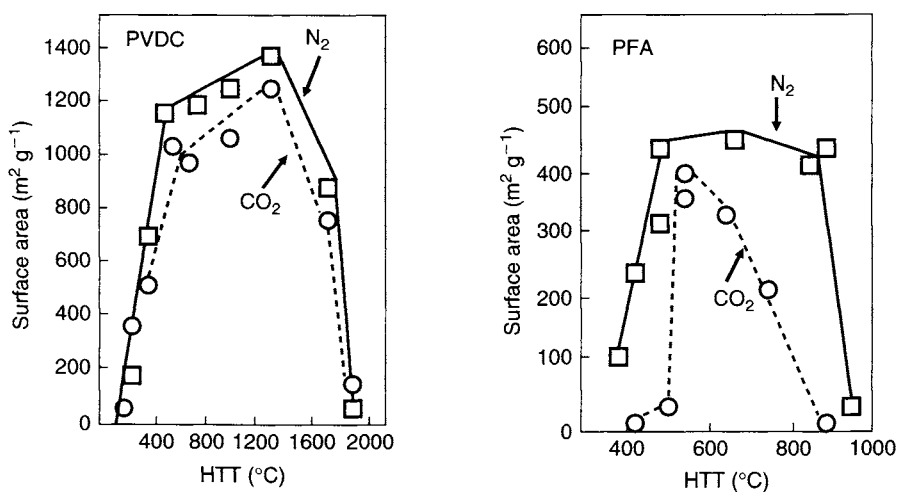 PVDC
N₂
CO₂
1400
1200
1000
800
600
400
200
0
Surface area (m² g⁻¹)
400 800 1200 1600 2000
HTT (°C)
PFA
N₂
CO₂
600
500
400
300
200
100
0
Surface area (m² g⁻¹)
400 600 800 1000
HTT (°C)